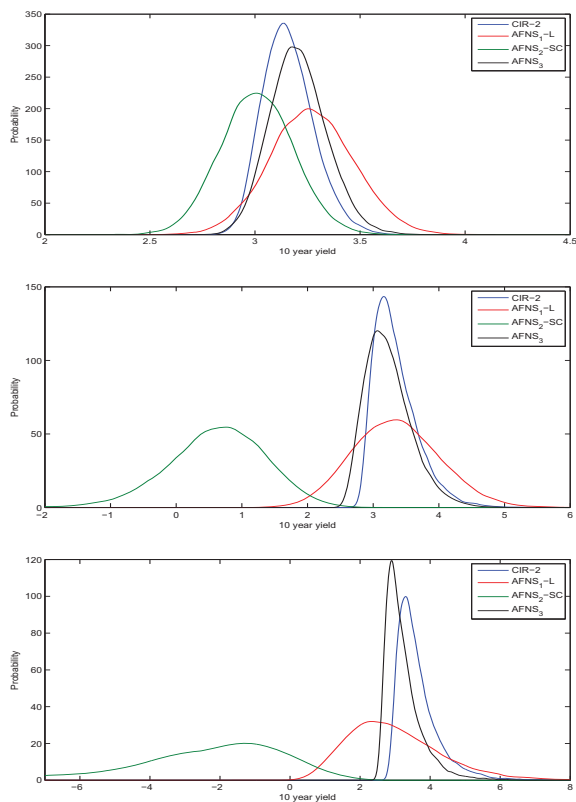 350
300
250
200
150
100
50
0
Probability
2
2.5
3
3.5
4
4.5
10 year yield
CIR−2
AFNS₁−L
AFNS₂−SC
AFNS₃
150
100
50
0
Probability
−2
−1
0
1
2
3
4
5
6
10 year yield
CIR−2
AFNS₁−L
AFNS₂−SC
AFNS₃
120
100
80
60
40
20
0
Probability
−6
−4
−2
0
2
4
6
8
10 year yield
CIR−2
AFNS₁−L
AFNS₂−SC
AFNS₃